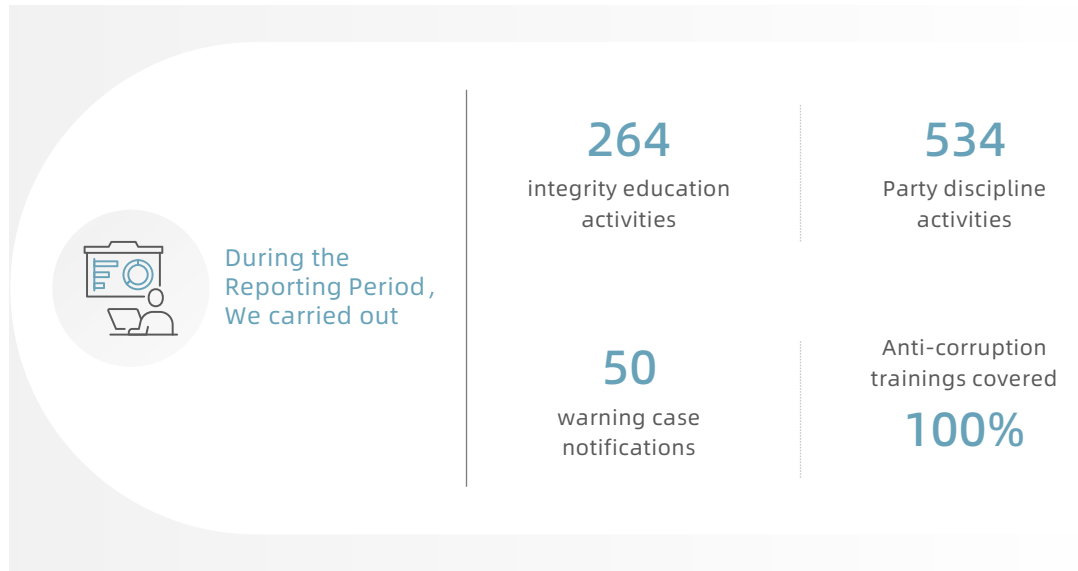 During the
Reporting Period,
We carried out
264
integrity education
activities
534
Party discipline
activities
50
warning case
notifications
Anti-corruption
trainings covered
100%